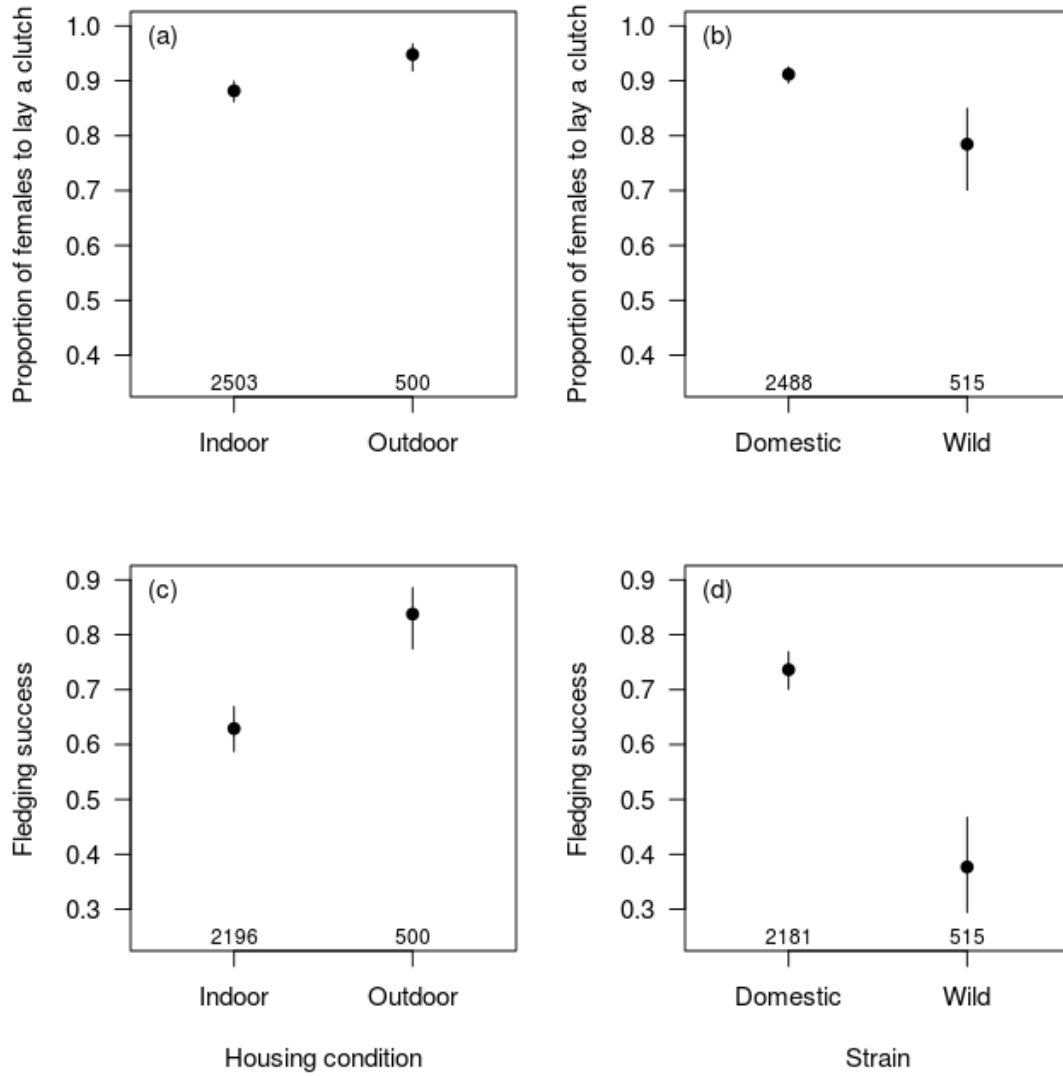 (a)
Proportion of females to lay a clutch
1.0
0.9
0.8
0.7
0.6
0.5
0.4
2503 500
Indoor Outdoor
(b)
Proportion of females to lay a clutch
1.0
0.9
0.8
0.7
0.6
0.5
0.4
2488 515
Domestic Wild
(c)
Fledging success
0.9
0.8
0.7
0.6
0.5
0.4
0.3
2196 500
Indoor Outdoor
Housing condition
(d)
Fledging success
0.9
0.8
0.7
0.6
0.5
0.4
0.3
2181 515
Domestic Wild
Strain